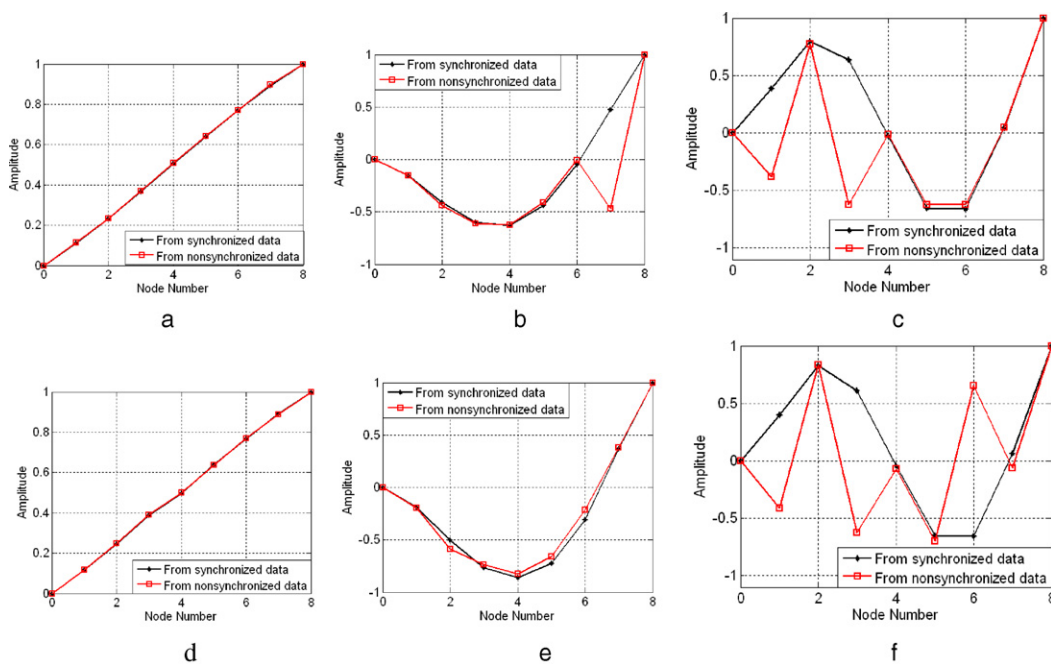 1
0.8
0.6
0.4
0.2
0
0 2 4 6 8
Amplitude
Node Number
From synchronized data
From nonsynchronized data
a
1
0.5
0
-0.5
-1
0 2 4 6 8
Amplitude
Node Number
From synchronized data
From nonsynchronized data
b
1
0.5
0
-0.5
-1
0 2 4 6 8
Amplitude
Node Number
From synchronized data
From nonsynchronized data
c
1
0.8
0.6
0.4
0.2
0
0 2 4 6 8
Amplitude
Node Number
From synchronized data
From nonsynchronized data
d
1
0.5
0
-0.5
-1
0 2 4 6 8
Amplitude
Node Number
From synchronized data
From nonsynchronized data
e
1
0.5
0
-0.5
-1
0 2 4 6 8
Amplitude
Node Number
From synchronized data
From nonsynchronized data
f